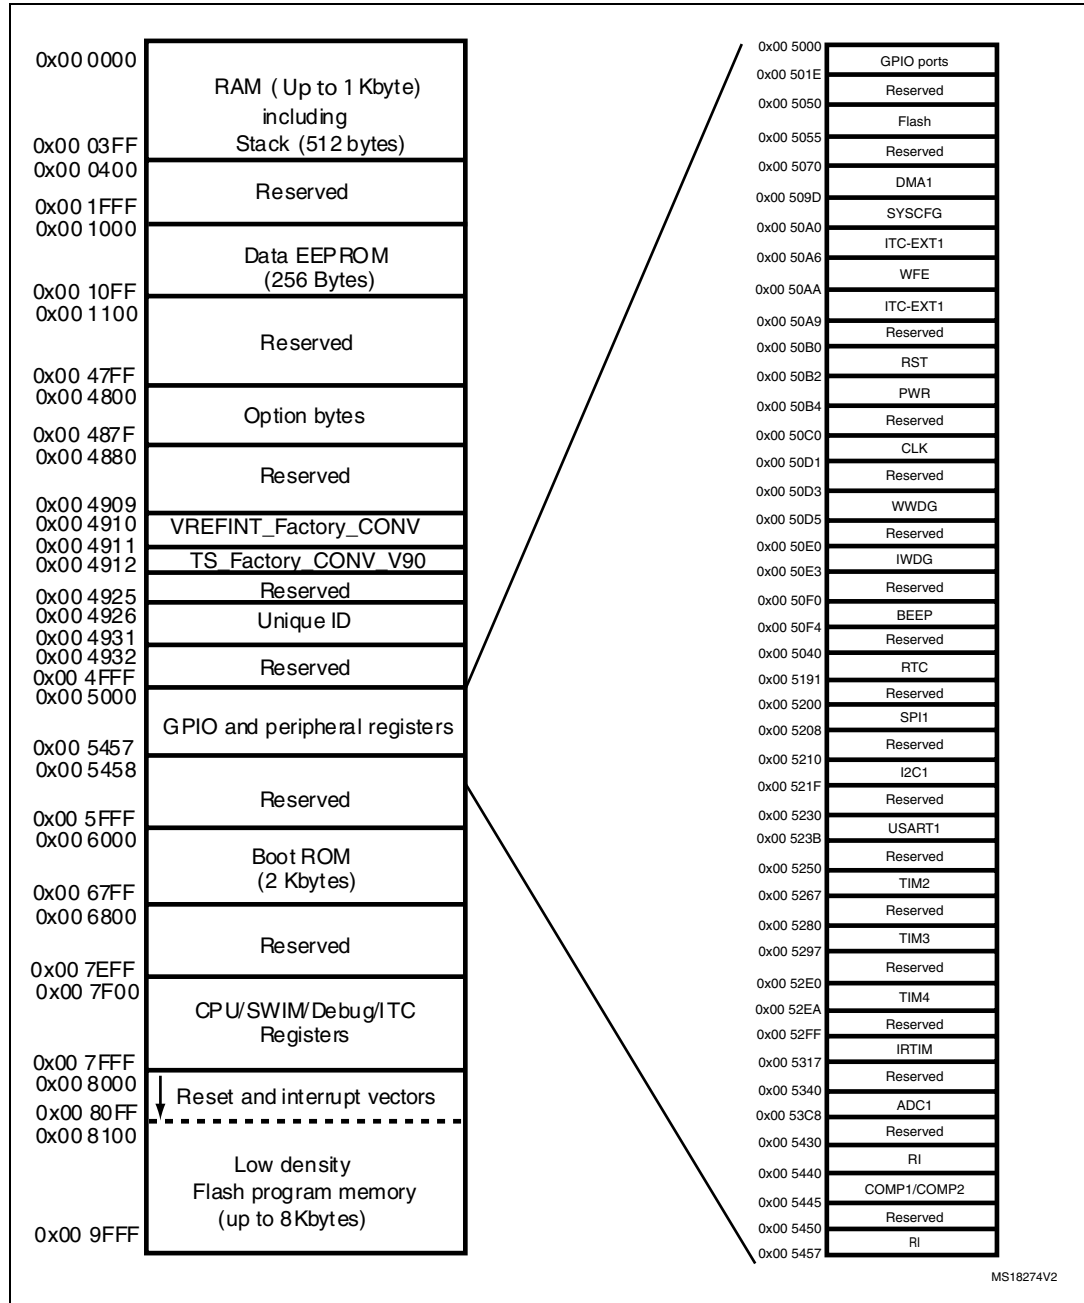 0x00 0000
RAM ( Up to 1 Kbyte)
including
Stack (512 bytes)
0x00 03FF
0x00 0400
Reserved
0x00 1FFF
0x00 1000
Data EEPROM
(256 Bytes)
0x00 10FF
0x00 1100
Reserved
0x00 47FF
0x00 4800
Option bytes
0x00 487F
0x00 4880
Reserved
0x00 4909
0x00 4910
VREFINT_Factory_CONV
0x00 4911
0x00 4912
TS_Factory_CONV_V90
Reserved
0x00 4925
0x00 4926
Unique ID
0x00 4931
0x00 4932
Reserved
0x00 4FFF
0x00 5000
GPIO and peripheral registers
0x00 5457
0x00 5458
Reserved
0x00 5FFF
0x00 6000
Boot ROM
(2 Kbytes)
0x00 67FF
0x00 6800
Reserved
0x00 7EFF
0x00 7F00
CPU/SWIM/Debug/ITC
Registers
0x00 7FFF
0x00 8000
Reset and interrupt vectors
0x00 80FF
0x00 8100
Low density
Flash program memory
(up to 8Kbytes)
0x00 9FFF
0x00 5000
GPIO ports
0x00 501E
Reserved
0x00 5050
Flash
0x00 5055
Reserved
0x00 5070
DMA1
0x00 509D
SYSCFG
0x00 50A0
ITC-EXT1
0x00 50A6
WFE
0x00 50AA
ITC-EXT1
0x00 50A9
Reserved
0x00 50B0
RST
0x00 50B2
PWR
0x00 50B4
Reserved
0x00 50C0
CLK
0x00 50D1
Reserved
0x00 50D3
WWDG
0x00 50D5
Reserved
0x00 50E0
IWDG
0x00 50E3
Reserved
0x00 50F0
BEEP
0x00 50F4
Reserved
0x00 5040
RTC
0x00 5191
Reserved
0x00 5200
SPI1
0x00 5208
Reserved
0x00 5210
I2C1
0x00 521F
Reserved
0x00 5230
USART1
0x00 523B
Reserved
0x00 5250
TIM2
0x00 5267
Reserved
0x00 5280
TIM3
0x00 5297
Reserved
0x00 52E0
TIM4
0x00 52EA
Reserved
0x00 52FF
IRTIM
0x00 5317
Reserved
0x00 5340
ADC1
0x00 53C8
Reserved
0x00 5430
RI
0x00 5440
COMP1/COMP2
0x00 5445
Reserved
0x00 5450
RI
0x00 5457
MS18274V2